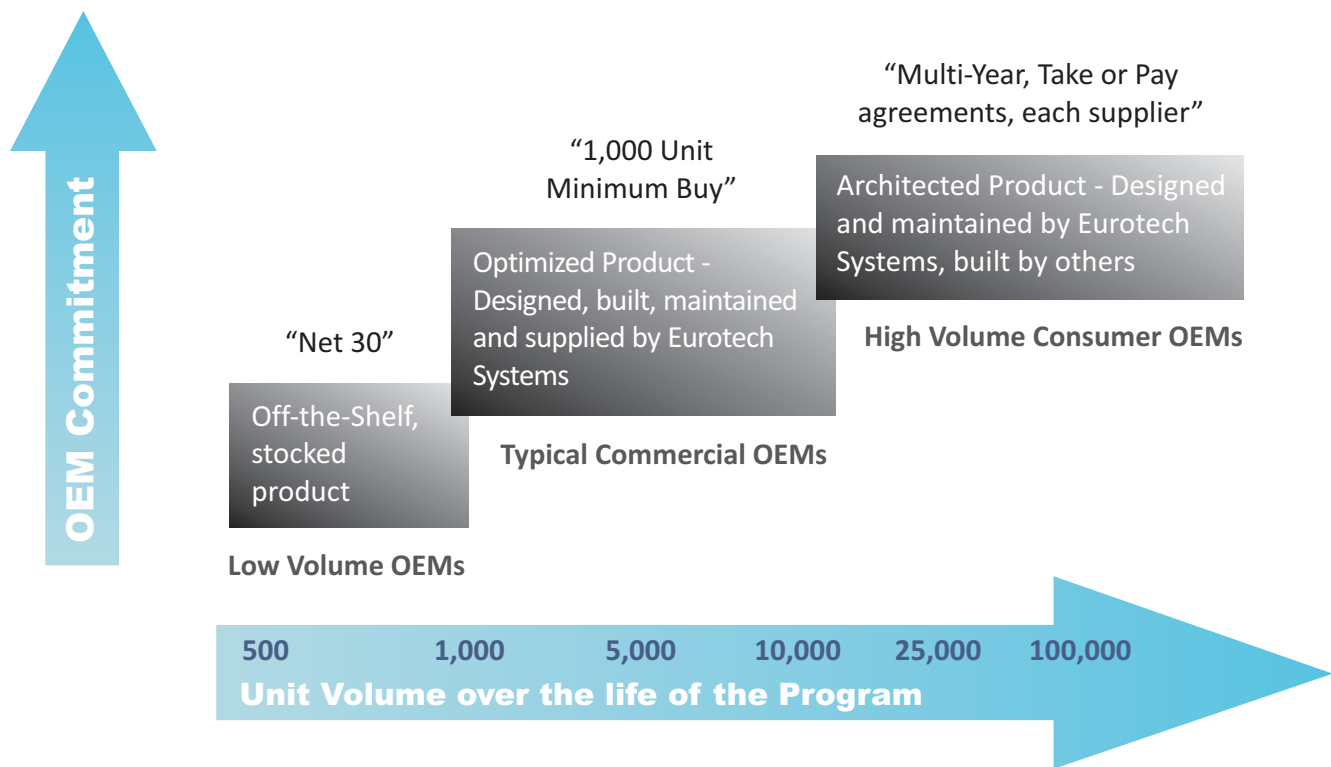 OEM Commitment
“Multi-Year, Take or Pay
agreements, each supplier”
Architected Product - Designed
and maintained by Eurotech
Systems, built by others
High Volume Consumer OEMs
“1,000 Unit
Minimum Buy”
Optimized Product -
Designed, built, maintained
and supplied by Eurotech
Systems
Typical Commercial OEMs
“Net 30”
Off-the-Shelf,
stocked
product
Low Volume OEMs
500 1,000 5,000 10,000 25,000 100,000
Unit Volume over the life of the Program